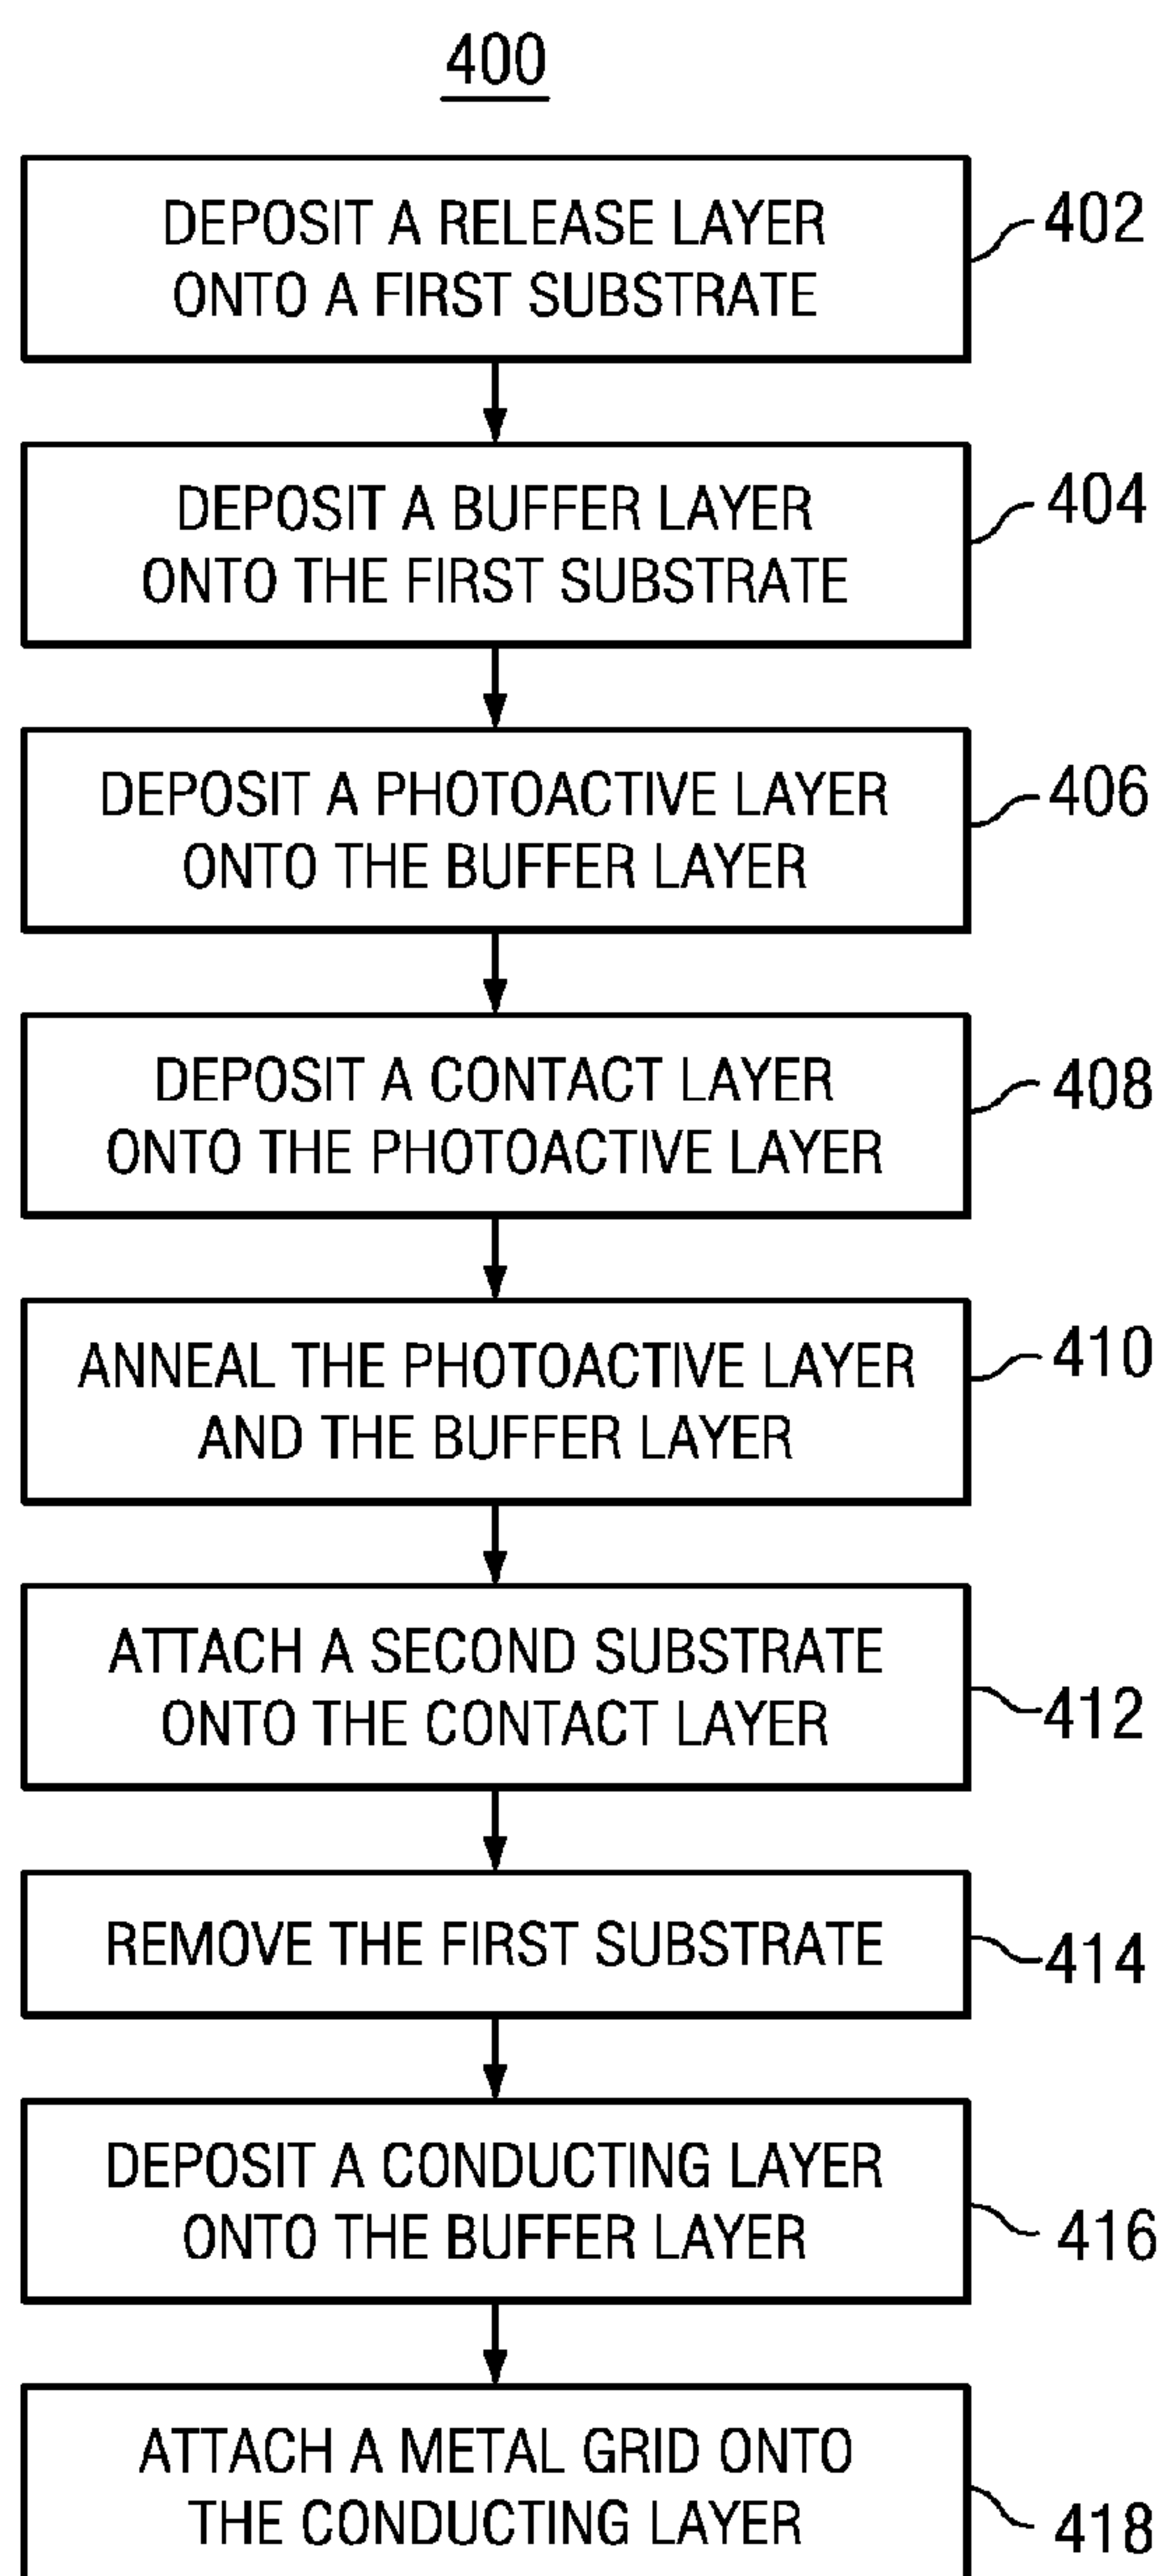 400
DEPOSIT A RELEASE LAYER
ONTO A FIRST SUBSTRATE
402
DEPOSIT A BUFFER LAYER
ONTO THE FIRST SUBSTRATE
404
DEPOSIT A PHOTOACTIVE LAYER
ONTO THE BUFFER LAYER
406
DEPOSIT A CONTACT LAYER
ONTO THE PHOTOACTIVE LAYER
408
ANNEAL THE PHOTOACTIVE LAYER
AND THE BUFFER LAYER
410
ATTACH A SECOND SUBSTRATE
ONTO THE CONTACT LAYER
412
REMOVE THE FIRST SUBSTRATE
414
DEPOSIT A CONDUCTING LAYER
ONTO THE BUFFER LAYER
416
ATTACH A METAL GRID ONTO
THE CONDUCTING LAYER
418